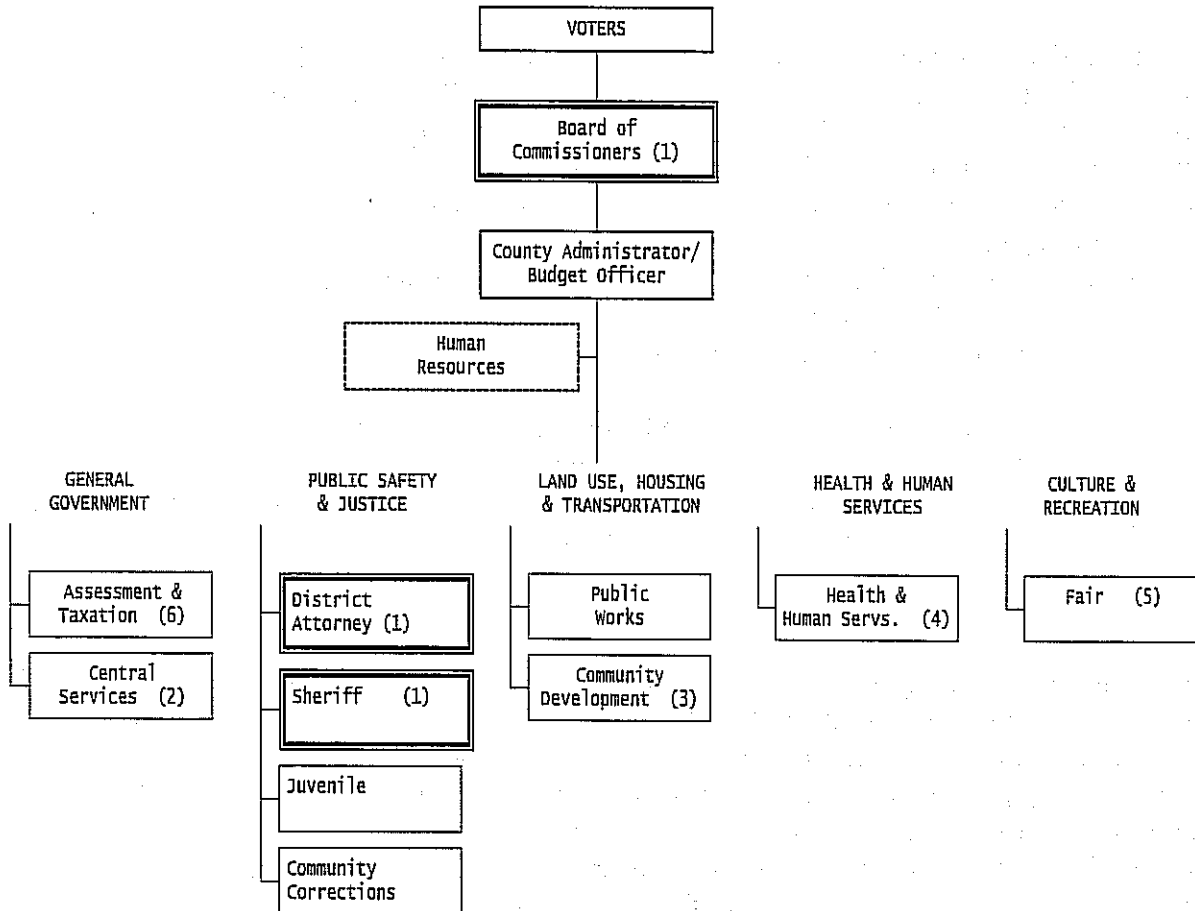 VOTERS
Board of
Commissioners (1)
County Administrator/
Budget Officer
Human
Resources
GENERAL
GOVERNMENT
Assessment &
Taxation (6)
Central
Services (2)
PUBLIC SAFETY
& JUSTICE
District
Attorney (1)
Sheriff (1)
Juvenile
Community
Corrections
LAND USE, HOUSING
& TRANSPORTATION
Public
Works
Community
Development (3)
HEALTH & HUMAN
SERVICES
Health &
Human Servs. (4)
CULTURE &
RECREATION
Fair (5)